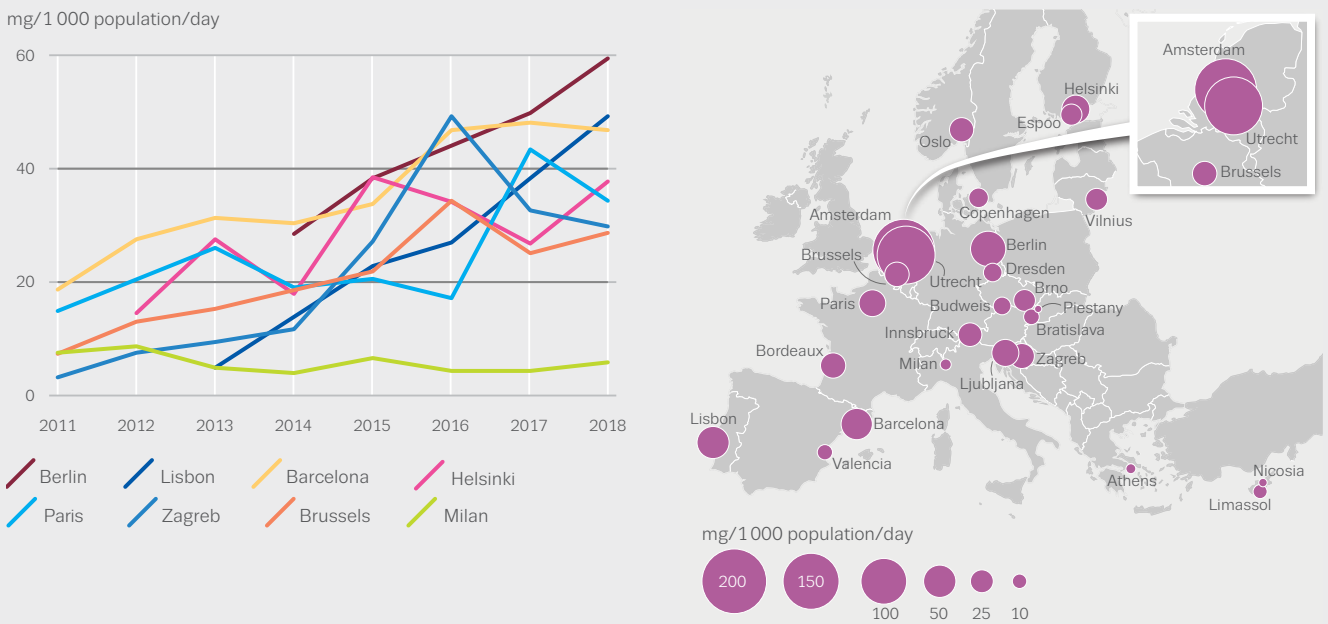 mg/1 000 population/day
60
40
20
0
2011 2012 2013 2014 2015 2016 2017 2018
Berlin Lisbon Barcelona Helsinki
Paris Zagreb Brussels Milan
Amsterdam
Utrecht
Brussels
Helsinki
Espoo
Oslo
Copenhagen
Vilnius
Amsterdam
Berlin
Brussels
Dresden
Utrecht
Brno
Paris
Budweis
Piestany
Bratislava
Innsbruck
Bordeaux
Milan
Zagreb
Ljubljana
Lisbon
Barcelona
Valencia
Athens
Nicosia
Limassol
mg/1 000 population/day
200 150
100 50 25 10